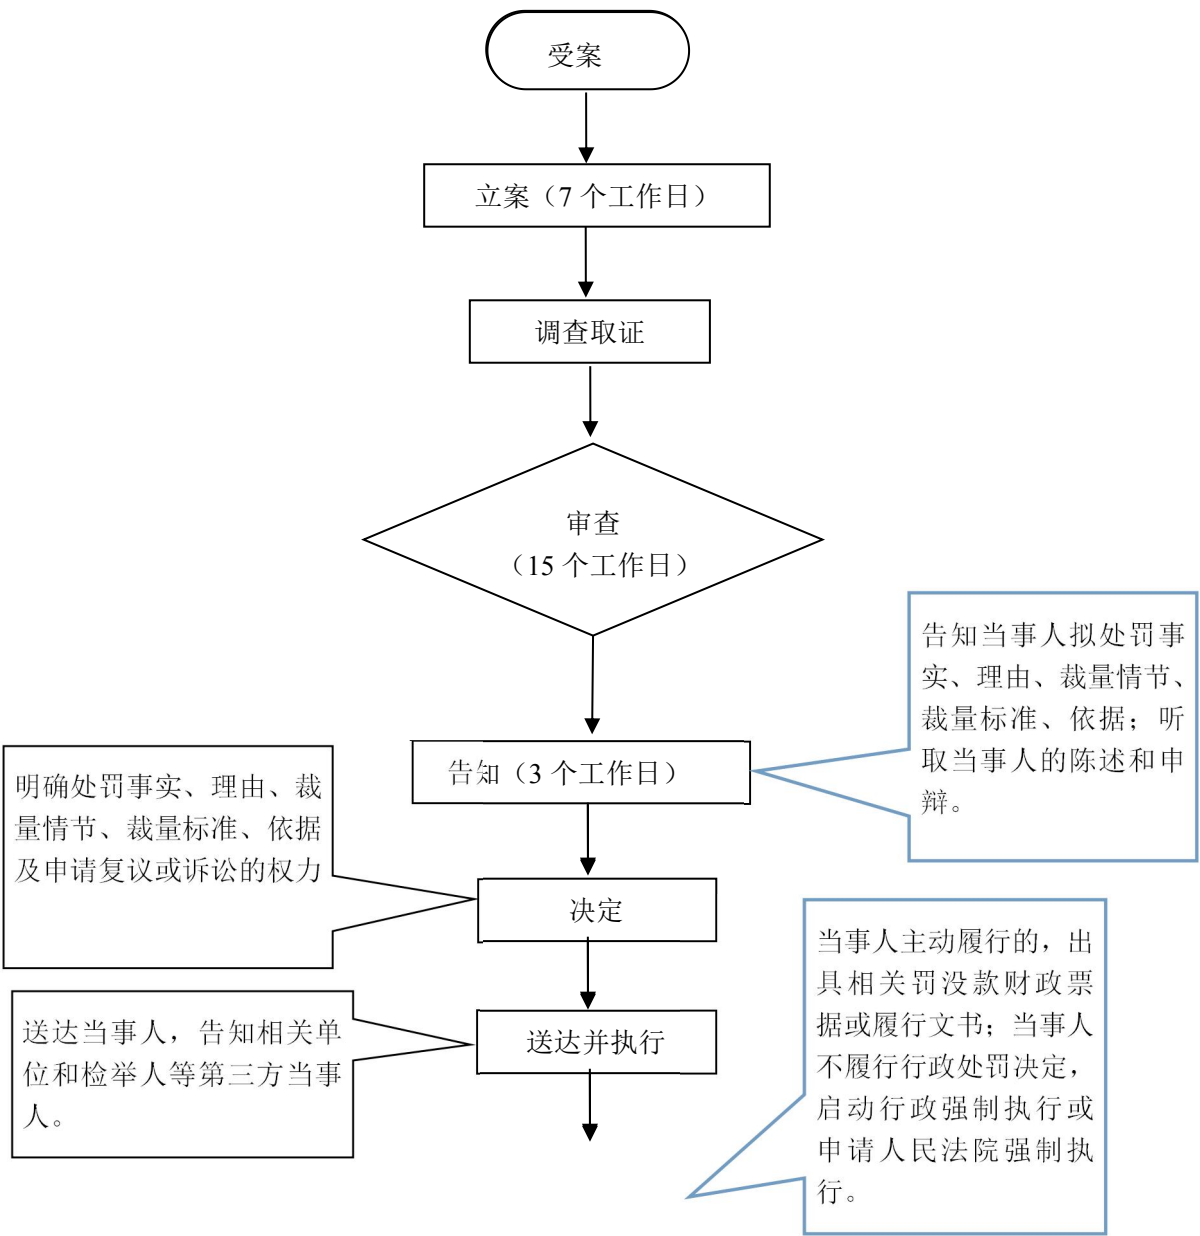 受案
立案（7 个工作日）
调查取证
审查
（15 个工作日）
告知当事人拟处罚事
实、理由、裁量情节、
裁量标准、依据；听
取当事人的陈述和申
辩。
告知（3 个工作日）
明确处罚事实、理由、裁
量情节、裁量标准、依据
及申请复议或诉讼的权力
决定
当事人主动履行的，出
具相关罚没款财政票
据或履行文书；当事人
不履行行政处罚决定，
启动行政强制执行或
申请人民法院强制执
行。
送达当事人，告知相关单
位和检举人等第三方当事
人。
送达并执行